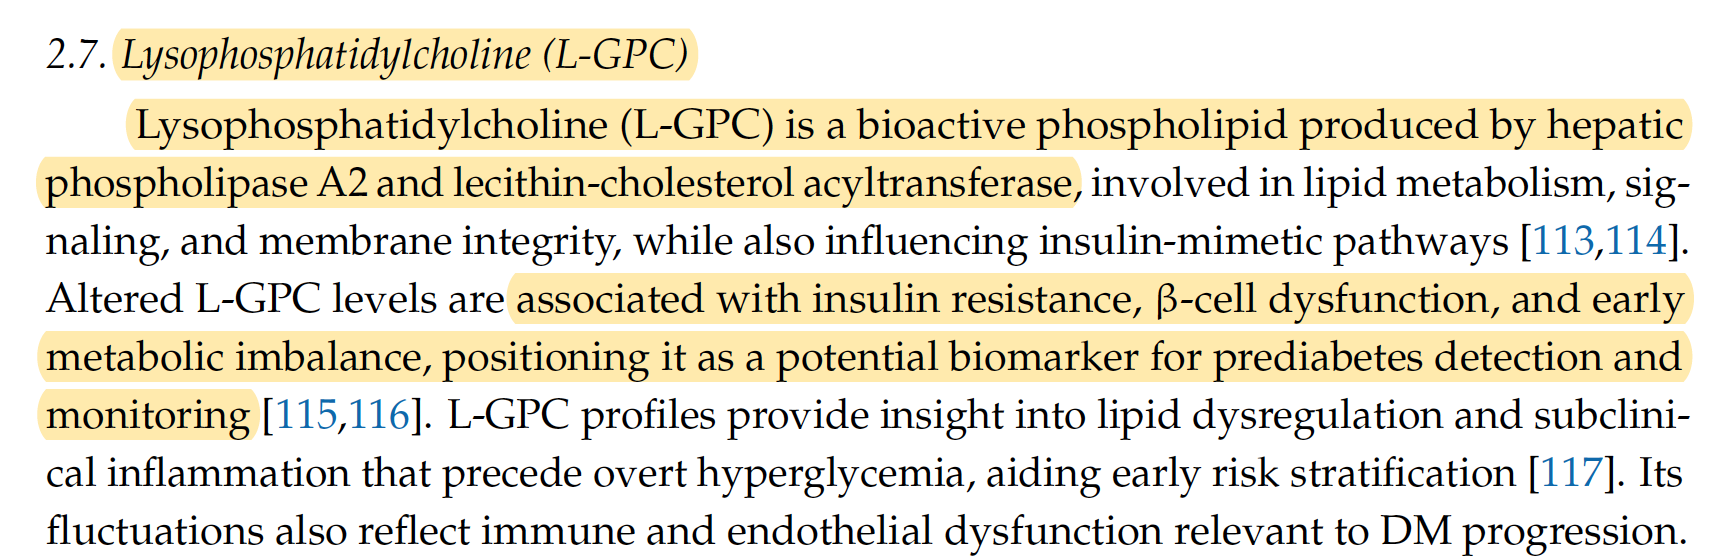 2.7. Lysophosphatidylcholine (L-GPC)
Lysophosphatidylcholine (L-GPC) is a bioactive phospholipid produced by hepatic
phospholipase A2 and lecithin-cholesterol acyltransferase, involved in lipid metabolism, sig-
naling, and membrane integrity, while also influencing insulin-mimetic pathways [113,114].
Altered L-GPC levels are associated with insulin resistance, β-cell dysfunction, and early
metabolic imbalance, positioning it as a potential biomarker for prediabetes detection and
monitoring [115,116]. L-GPC profiles provide insight into lipid dysregulation and subclini-
cal inflammation that precede overt hyperglycemia, aiding early risk stratification [117]. Its
fluctuations also reflect immune and endothelial dysfunction relevant to DM progression.